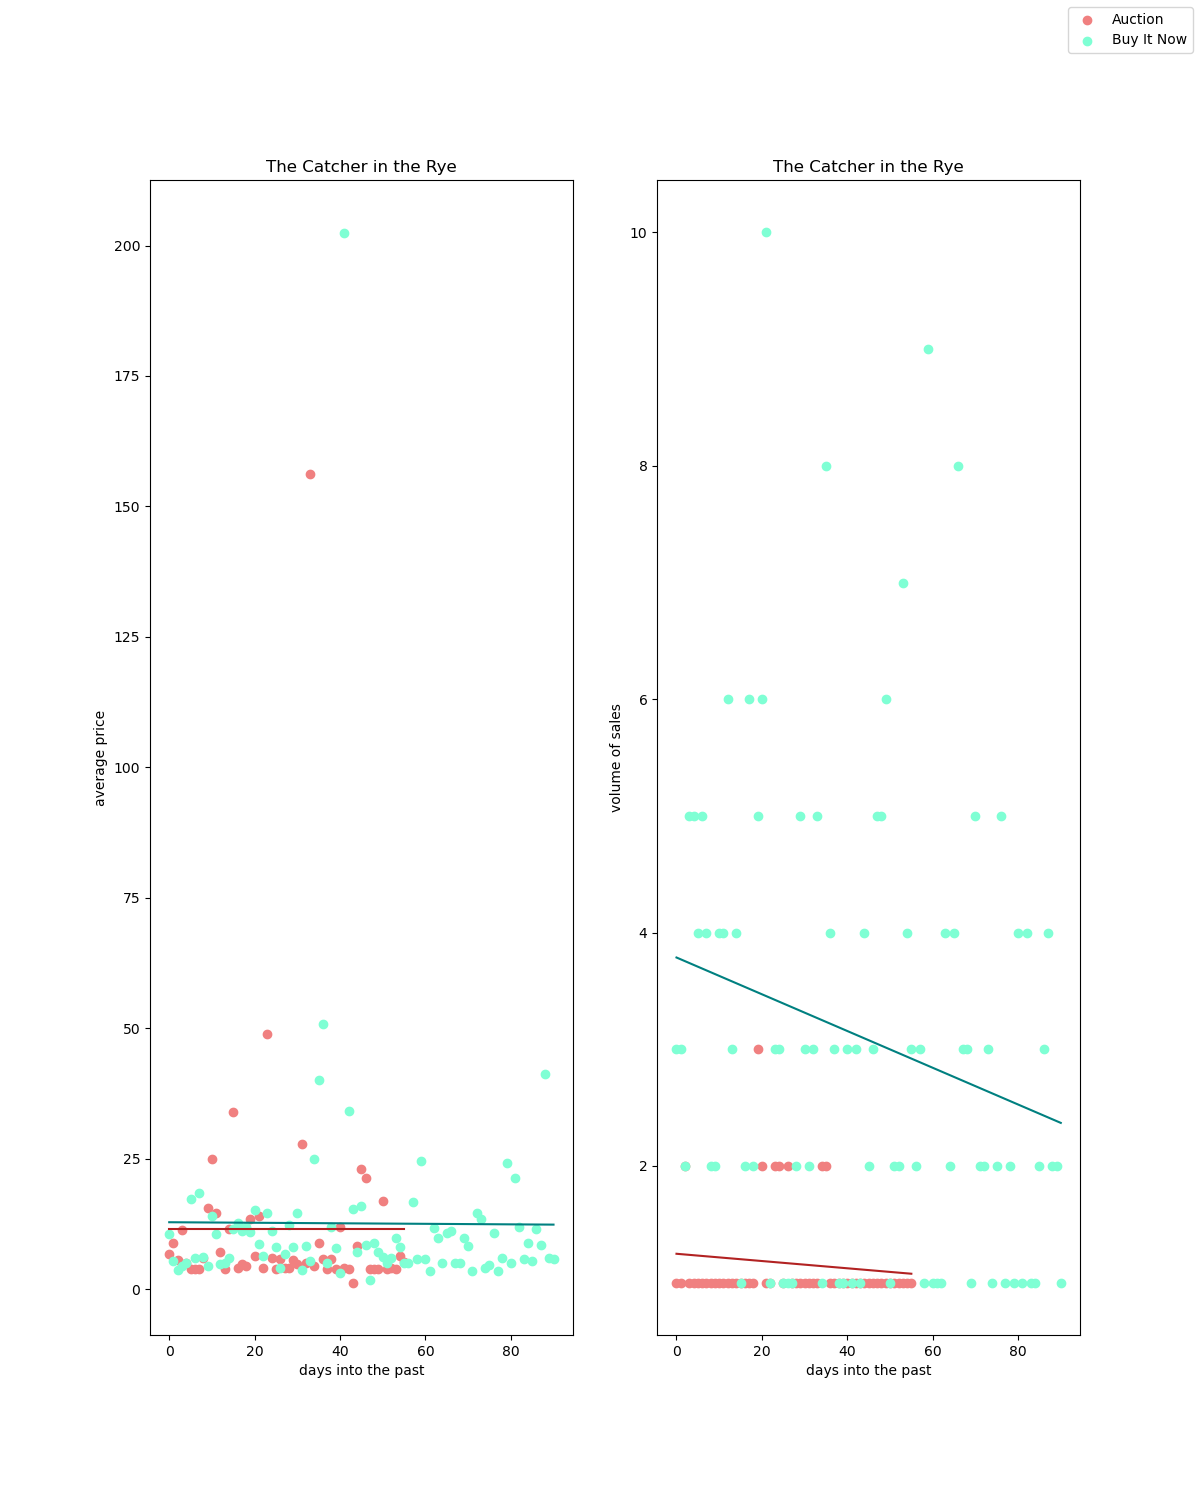 Auction
Buy It Now
The Catcher in the Rye
200
175
150
125
100
75
50
25
0
average price
0 20 40 60 80
days into the past
The Catcher in the Rye
10
8
6
4
2
volume of sales
0 20 40 60 80
days into the past